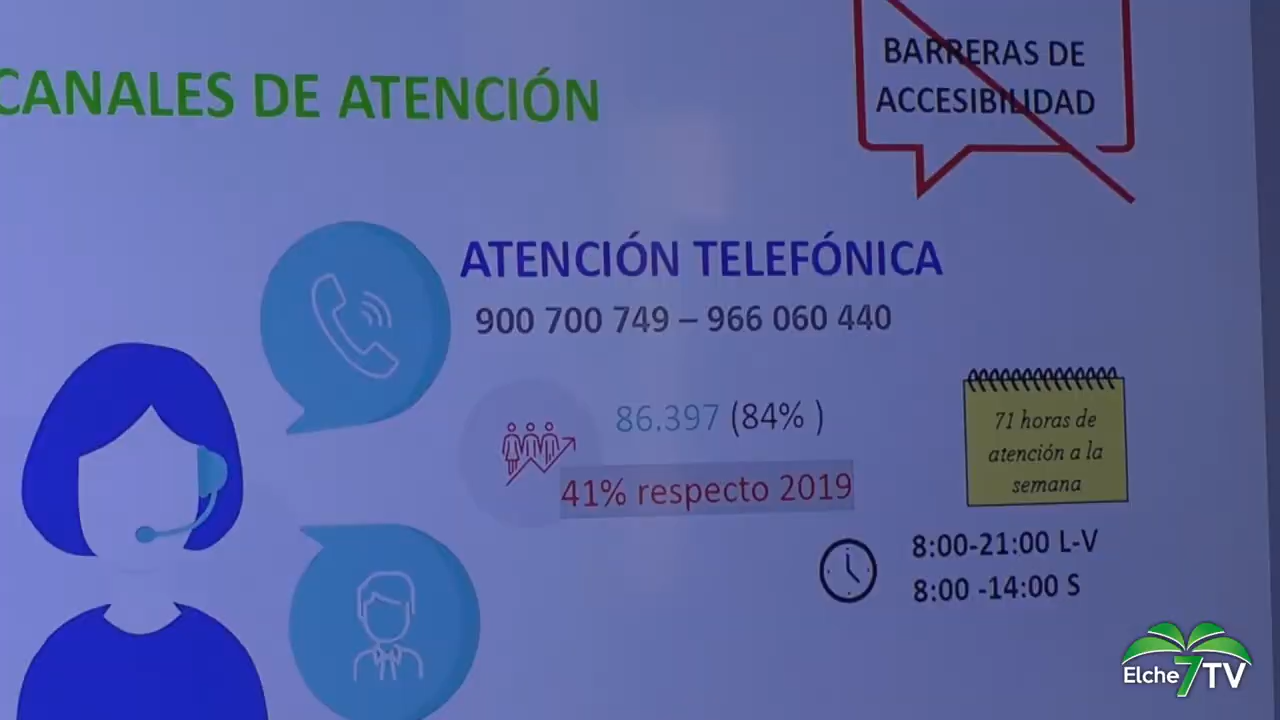 CANALES DE ATENCIÓN
BARRERAS DE
ACCESIBILIDAD
ATENCIÓN TELEFÓNICA
900 700 749 – 966 060 440
86.397 (84% )
41% respecto 2019
71 horas de
atención a la
semana
8:00-21:00 L-V
8:00 -14:00 S
Elche 7 TV